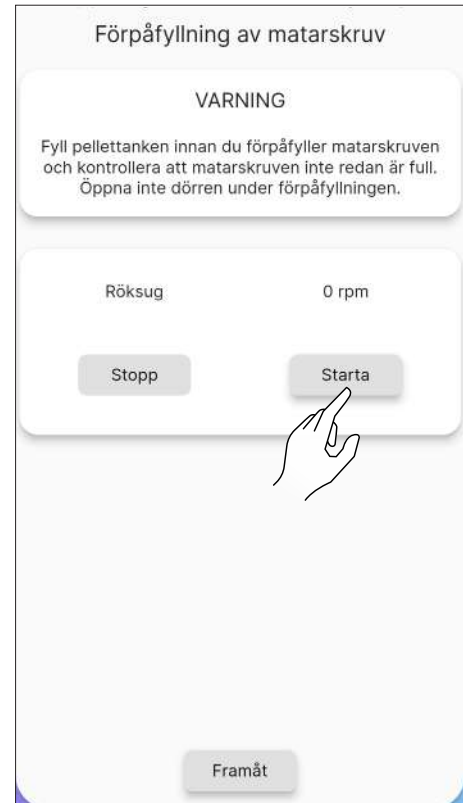 Förpåfyllning av matarskruv
VARNING
Fyll pellettanken innan du förpåfyller matarskruven
och kontrollera att matarskruven inte redan är full.
Öppna inte dörren under förpåfyllningen.
Röksug 0 rpm
Stopp Starta
Framåt